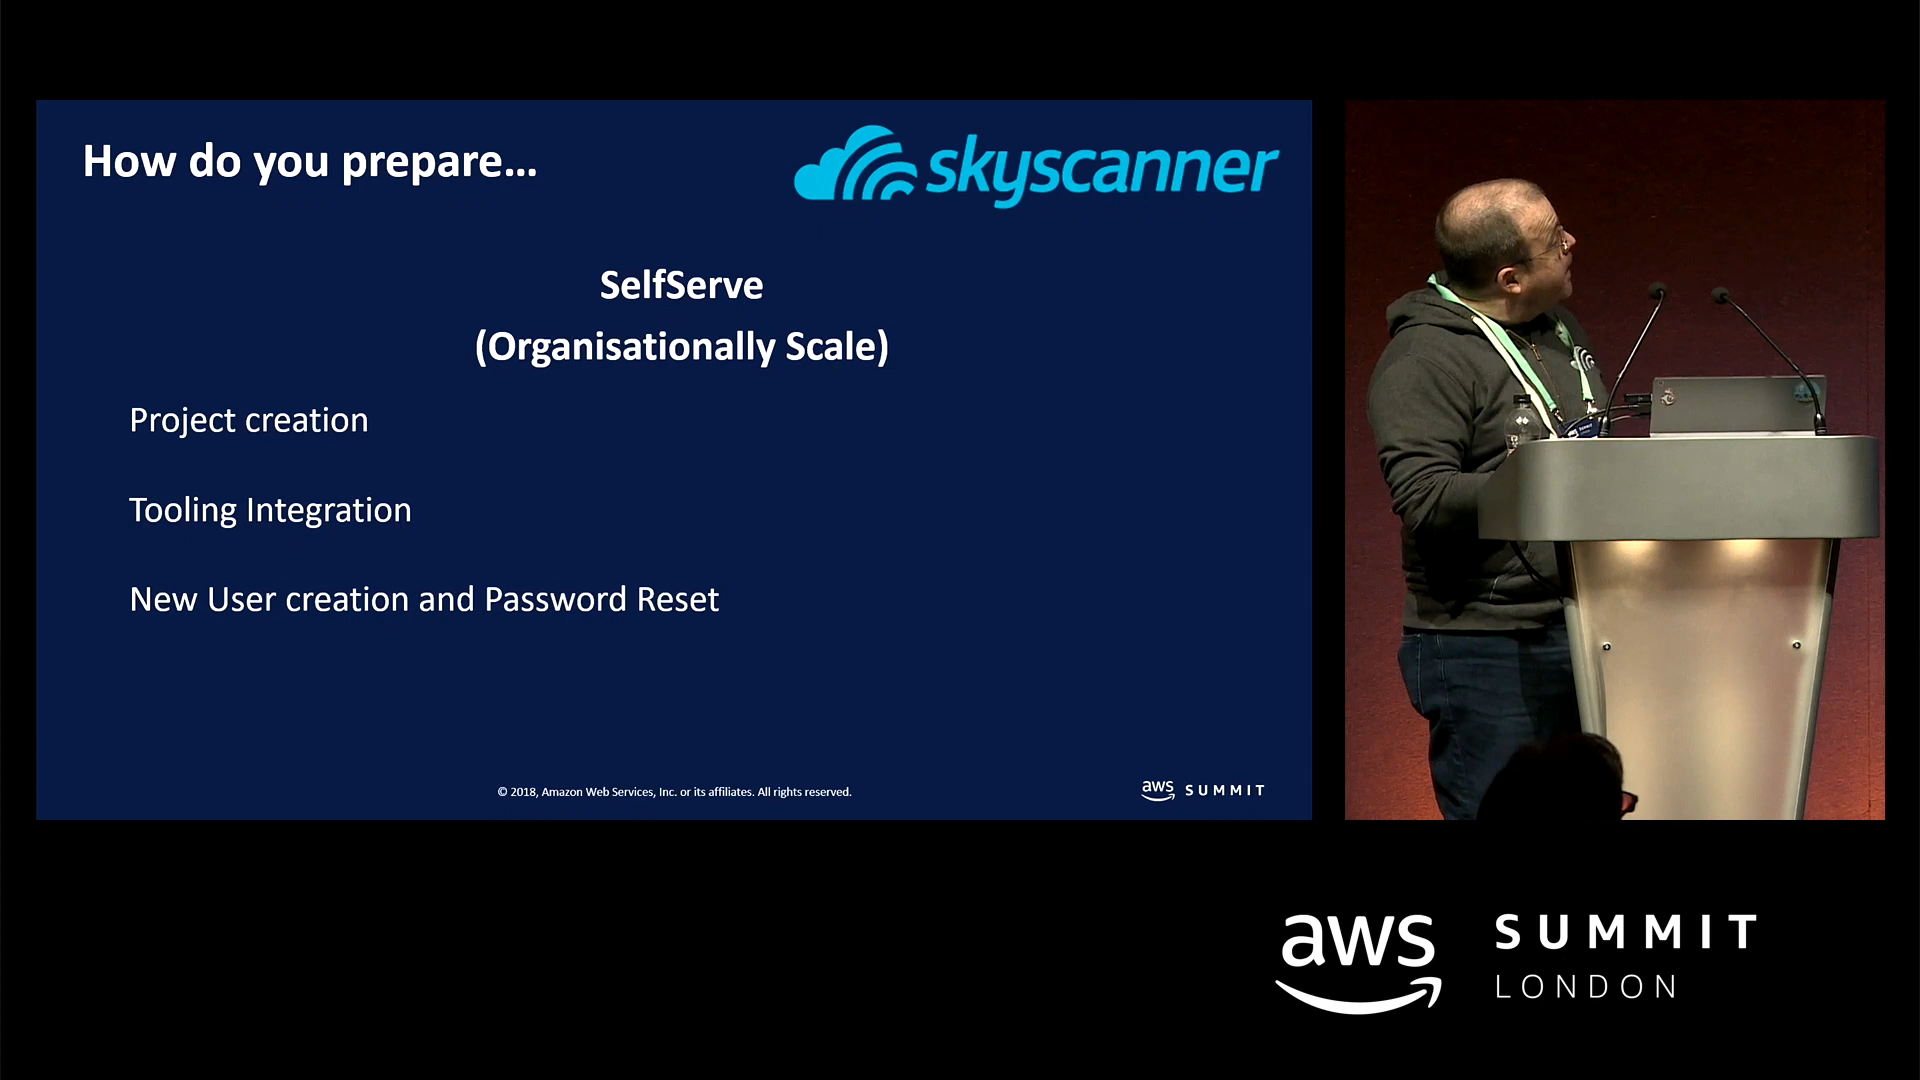 How do you prepare...
skyscanner
SelfServe
(Organisationally Scale)
Project creation
Tooling Integration
New User creation and Password Reset
© 2018, Amazon Web Services, Inc. or its affiliates. All rights reserved.
aws SUMMIT
aws
aws SUMMIT
LONDON